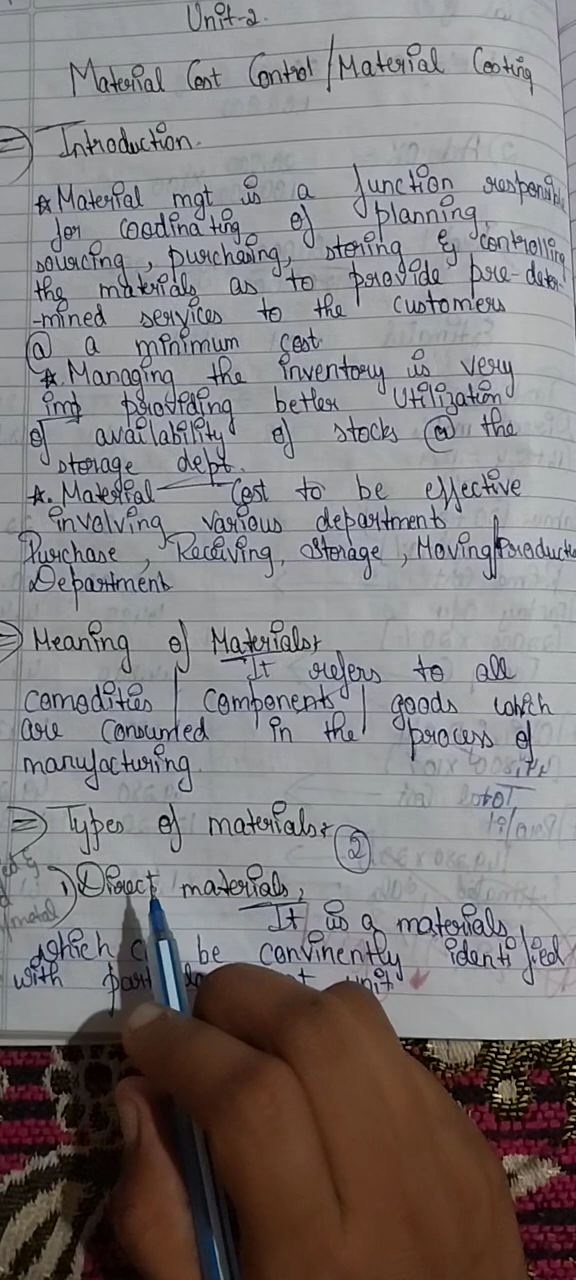 Unit-2.
Material Cost Control / Material Costing
Introduction.
* Material mgt is a function responsible
for coodinating of planning,
sourcing, purchasing, storing & controlling
the materials as to provide pre-deter-
-mined services to the customers
@ a minimum cost.
*. Managing the inventory is very
imp providing better Utilization
of availability of stocks @ the
storage dept.
*. Material Cost to be effective
involving various department
Purchase, Receiving, Storage, Moving/Production
Department
Meaning of Materials:
It refers to all
comodities / components / goods which
are Consumed in the process of
manufacturing.
Types of materials: 2
1) Direct materials,
It is a materials
which be canvinently identified
with unit